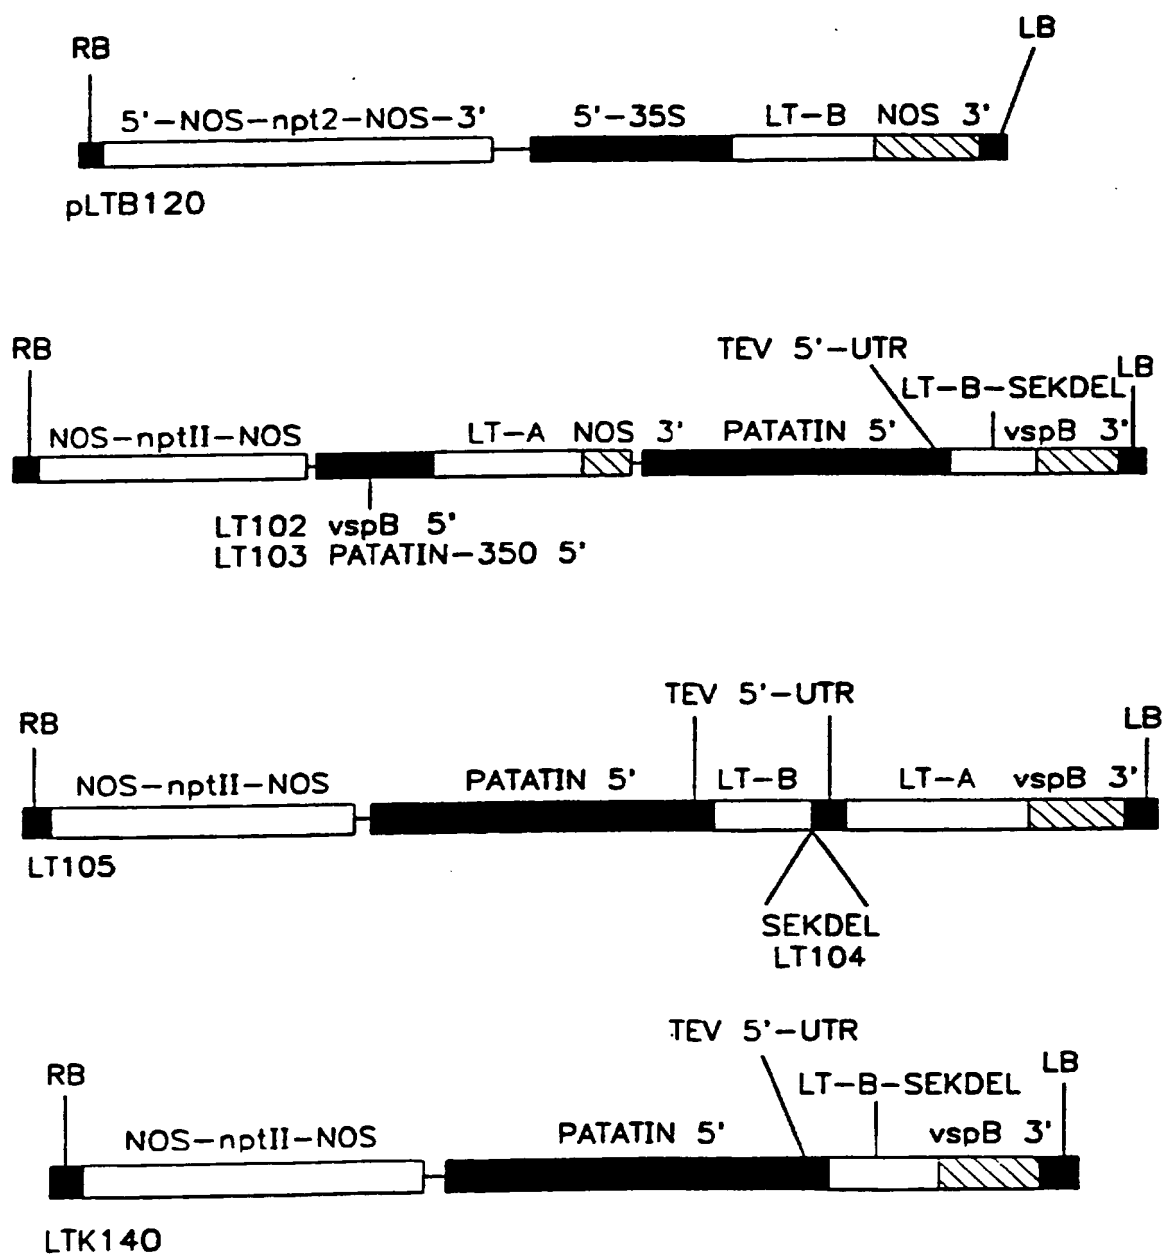 RB
LB
5'-NOS-npt2-NOS-3'
5'-35S
LT-B
NOS 3'
pLTB120
RB
TEV 5'-UTR
LB
LT-B-SEKDEL
NOS-nptII-NOS
LT-A
NOS 3'
PATATIN 5'
vspB 3'
LT102 vspB 5'
LT103 PATATIN-350 5'
TEV 5'-UTR
RB
LB
NOS-nptII-NOS
PATATIN 5'
LT-B
LT-A
vspB 3'
LT105
SEKDEL
LT104
TEV 5'-UTR
RB
LB
LT-B-SEKDEL
NOS-nptII-NOS
PATATIN 5'
vspB 3'
LTK140